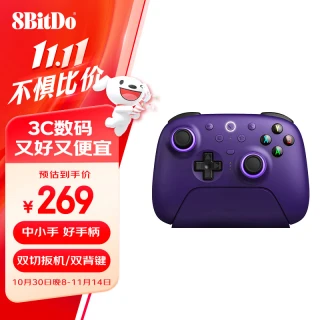 8BitDo
11.11
不惧比价
3C数码
又好又便宜
预估到手价
¥269
中小手 好手柄
双切扳机/双背键
10月30日晚8-11月14日